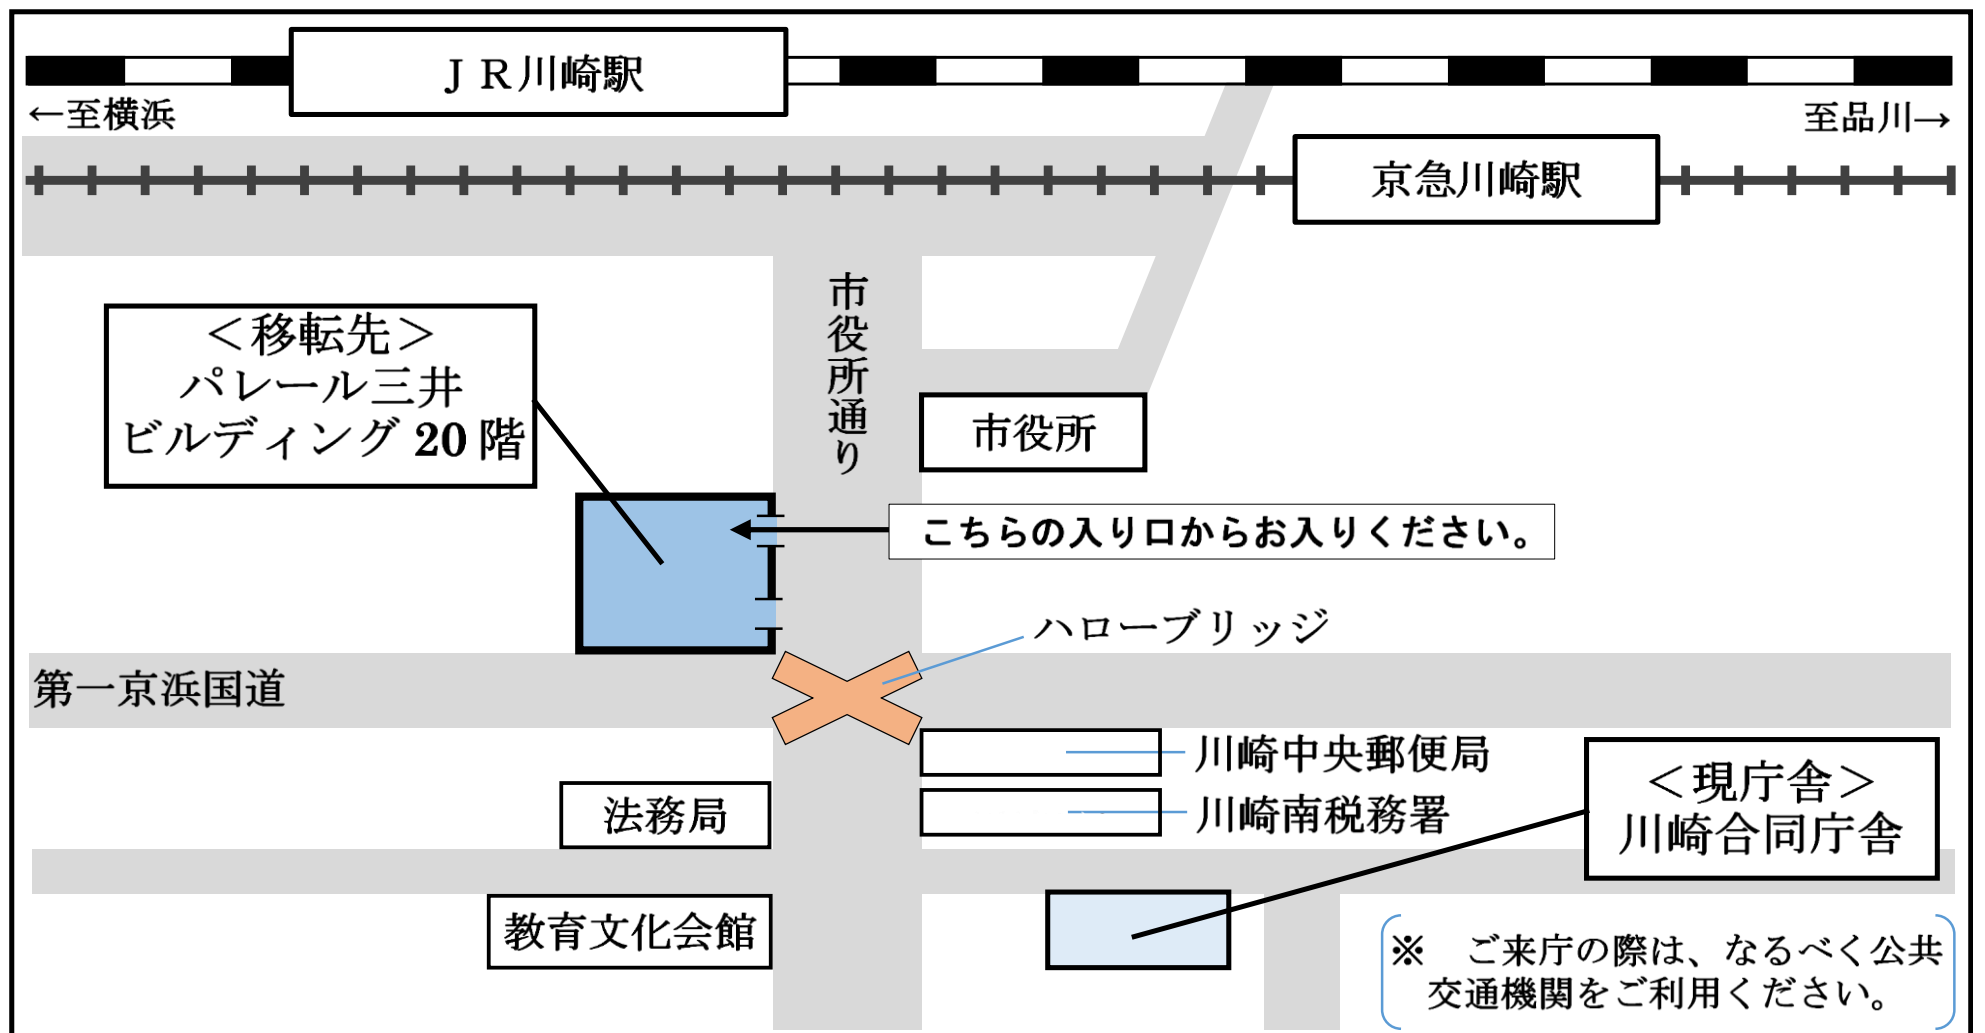 ＪＲ川崎駅
←至横浜
至品川→
京急川崎駅
市役所通り
＜移転先＞
パレール三井
ビルディング 20 階
市役所
こちらの入り口からお入りください。
ハローブリッジ
第一京浜国道
川崎中央郵便局
川崎南税務署
法務局
＜現庁舎＞
川崎合同庁舎
教育文化会館
※　ご来庁の際は、なるべく公共
交通機関をご利用ください。